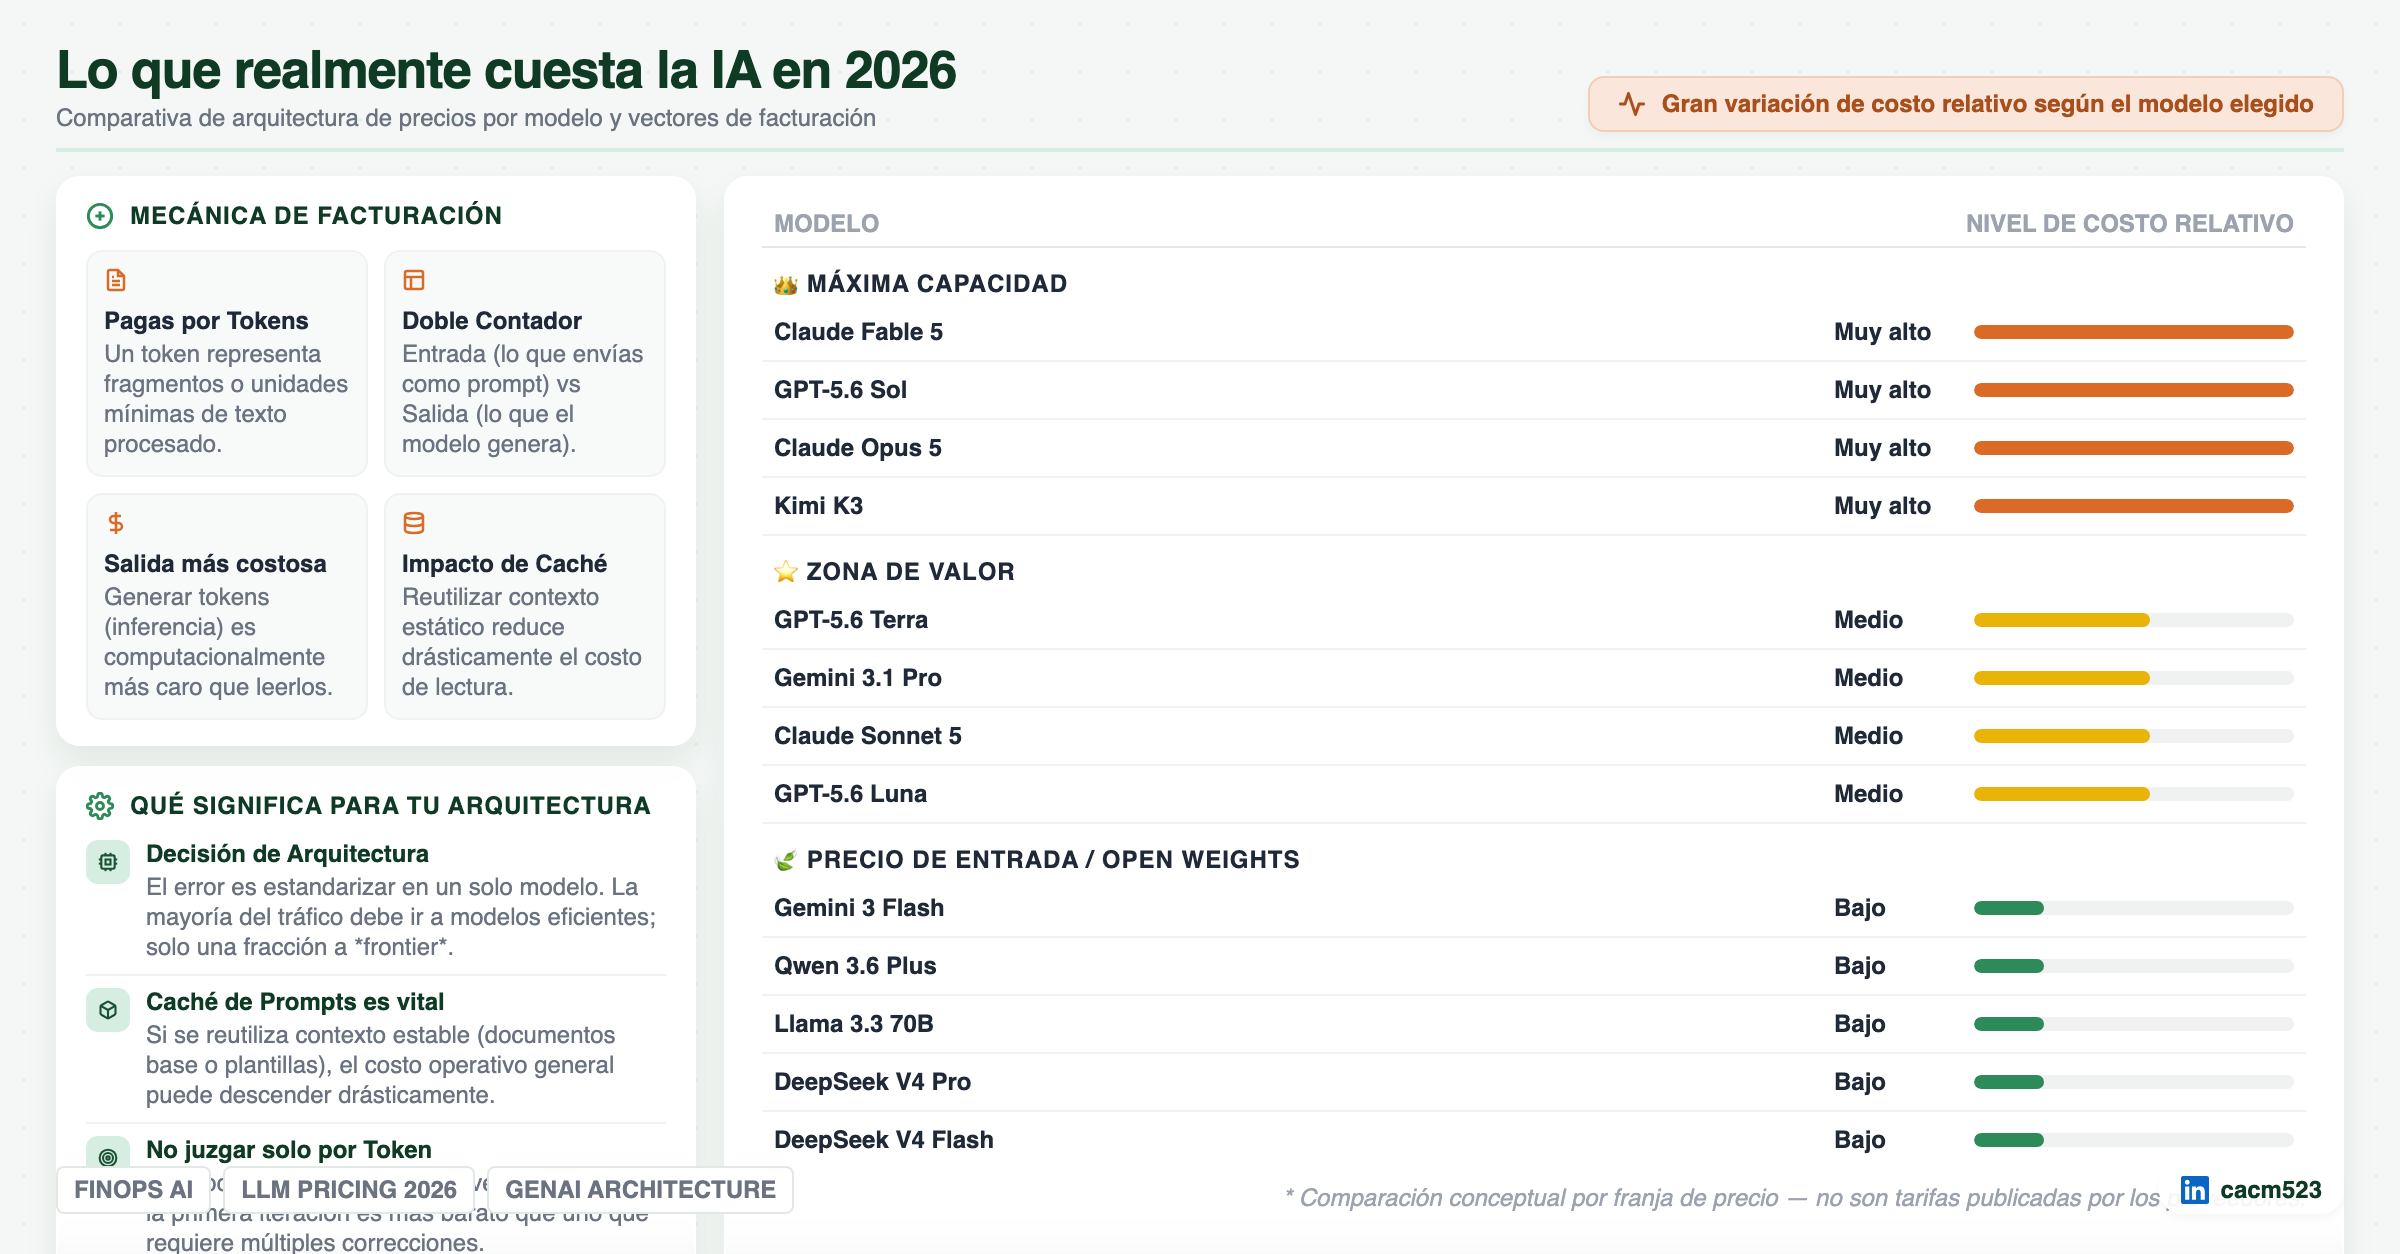 Lo que realmente cuesta la IA en 2026
Comparativa de arquitectura de precios por modelo y vectores de facturación
Gran variación de costo relativo según el modelo elegido
MECÁNICA DE FACTURACIÓN
Pagas por Tokens
Un token representa
fragmentos o unidades
mínimas de texto
procesado.
Doble Contador
Entrada (lo que envías
como prompt) vs
Salida (lo que el
modelo genera).
Salida más costosa
Generar tokens
(inferencia) es
computacionalmente
más caro que leerlos.
Impacto de Caché
Reutilizar contexto
estático reduce
drásticamente el costo
de lectura.
QUÉ SIGNIFICA PARA TU ARQUITECTURA
Decisión de Arquitectura
El error es estandarizar en un solo modelo. La
mayoría del tráfico debe ir a modelos eficientes;
solo una fracción a *frontier*.
Caché de Prompts es vital
Si se reutiliza contexto estable (documentos
base o plantillas), el costo operativo general
puede descender drásticamente.
No juzgar solo por Token
la primera iteración es más barato que uno que
requiere múltiples correcciones.
MODELO NIVEL DE COSTO RELATIVO
MÁXIMA CAPACIDAD
Claude Fable 5 Muy alto
GPT-5.6 Sol Muy alto
Claude Opus 5 Muy alto
Kimi K3 Muy alto
ZONA DE VALOR
GPT-5.6 Terra Medio
Gemini 3.1 Pro Medio
Claude Sonnet 5 Medio
GPT-5.6 Luna Medio
PRECIO DE ENTRADA / OPEN WEIGHTS
Gemini 3 Flash Bajo
Qwen 3.6 Plus Bajo
Llama 3.3 70B Bajo
DeepSeek V4 Pro Bajo
DeepSeek V4 Flash Bajo
* Comparación conceptual por franja de precio — no son tarifas publicadas por los
FINOPS AI
LLM PRICING 2026
GENAI ARCHITECTURE
in cacm523